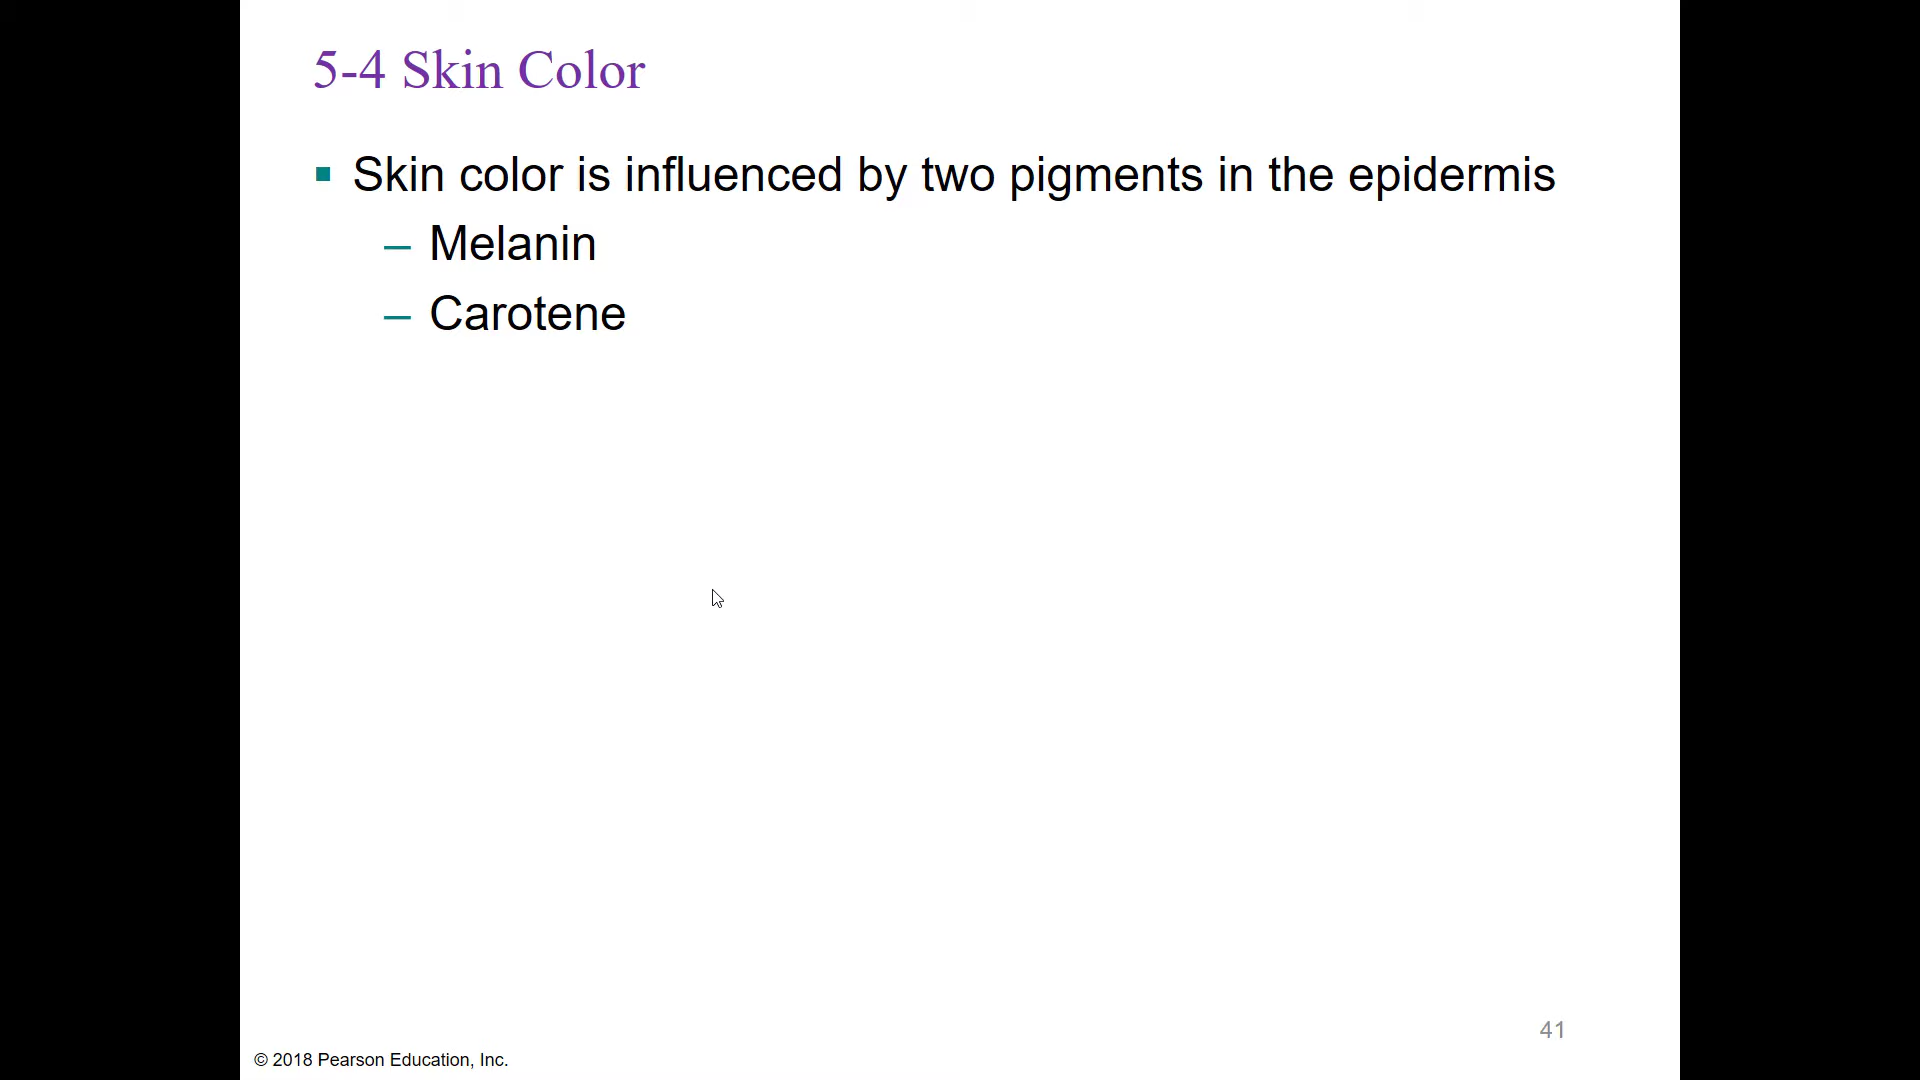 5-4 Skin Color
▪ Skin color is influenced by two pigments in the epidermis
– Melanin
– Carotene
41
© 2018 Pearson Education, Inc.